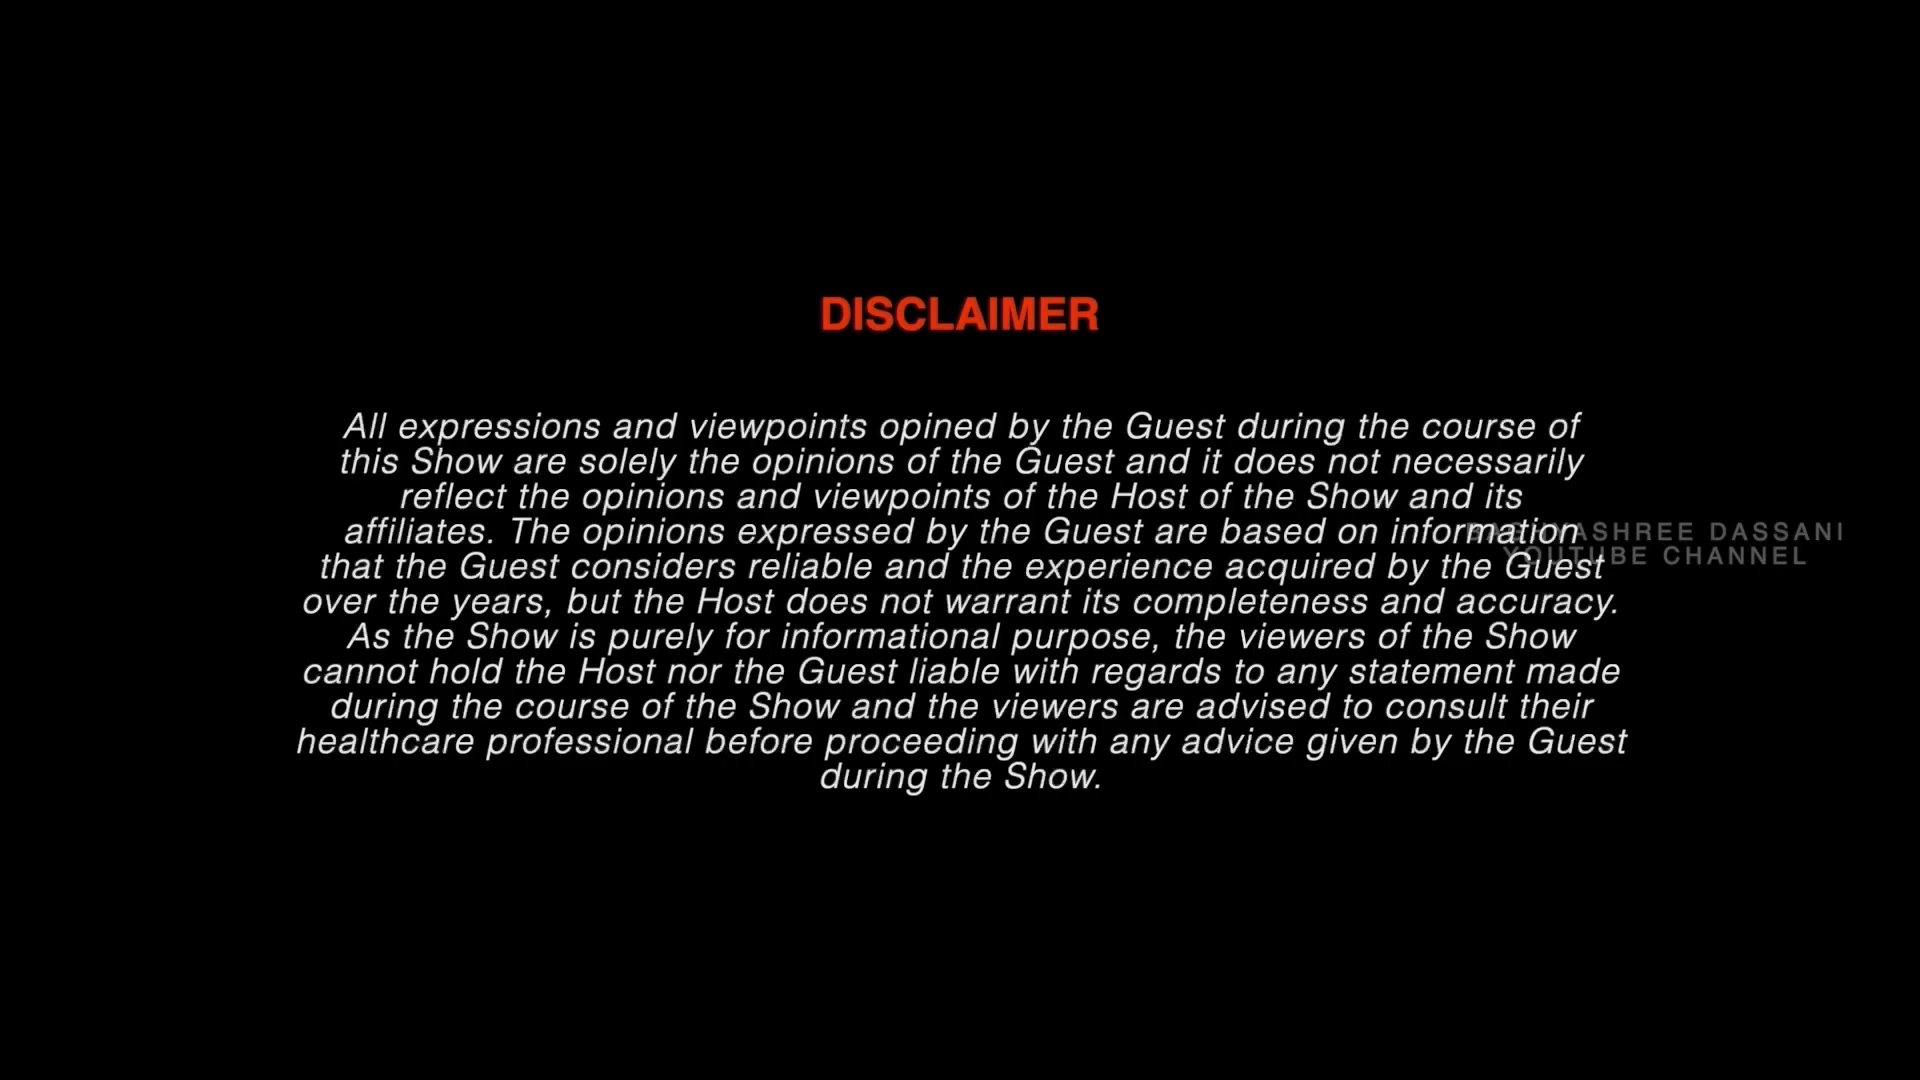 DISCLAIMER
All expressions and viewpoints opined by the Guest during the course of
this Show are solely the opinions of the Guest and it does not necessarily
reflect the opinions and viewpoints of the Host of the Show and its
affiliates. The opinions expressed by the Guest are based on information
that the Guest considers reliable and the experience acquired by the Guest
over the years, but the Host does not warrant its completeness and accuracy.
As the Show is purely for informational purpose, the viewers of the Show
cannot hold the Host nor the Guest liable with regards to any statement made
during the course of the Show and the viewers are advised to consult their
healthcare professional before proceeding with any advice given by the Guest
during the Show.
DASSANI
YOUTUBE CHANNEL